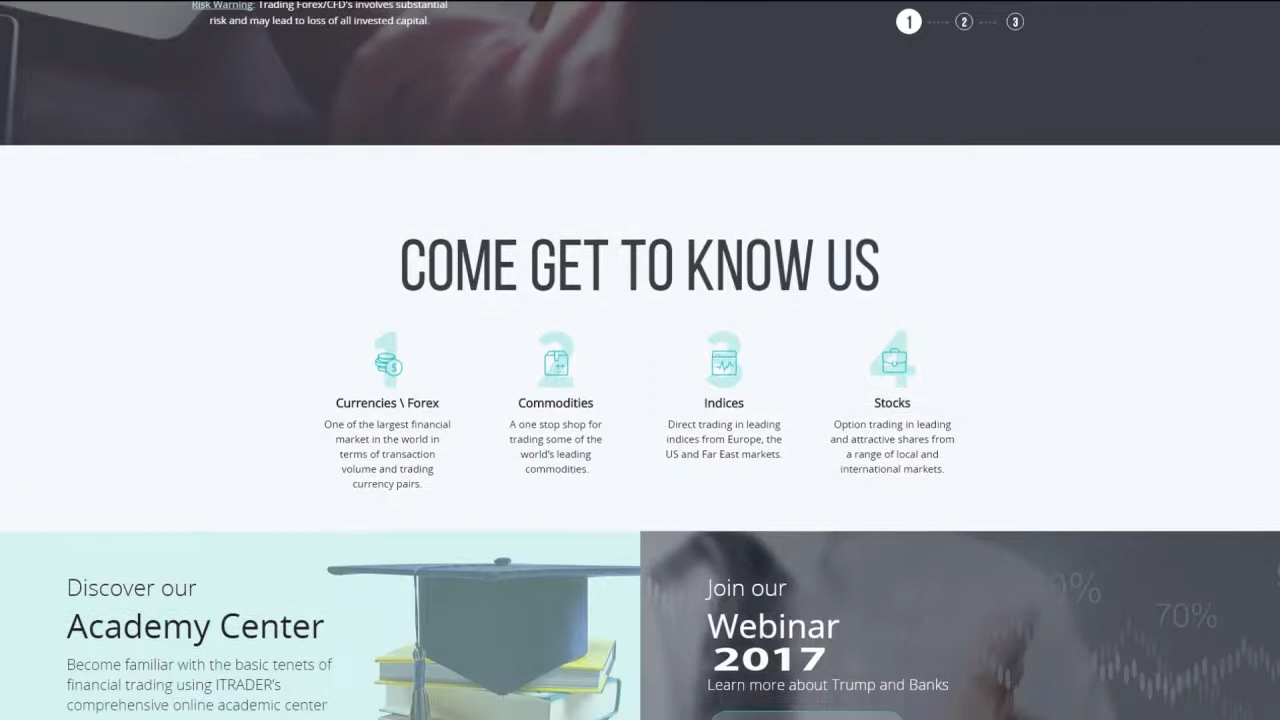 Risk Warning: Trading Forex/CFD's involves substantial
risk and may lead to loss of all invested capital.
1 2 3
COME GET TO KNOW US
1 2 3 4
Currencies \ Forex
One of the largest financial
market in the world in
terms of transaction
volume and trading
currency pairs.
Commodities
A one stop shop for
trading some of the
world's leading
commodities.
Indices
Direct trading in leading
indices from Europe, the
US and Far East markets.
Stocks
Option trading in leading
and attractive shares from
a range of local and
international markets.
Discover our
Academy Center
Become familiar with the basic tenets of
financial trading using ITRADER's
comprehensive online academic center
Join our
Webinar
2017
Learn more about Trump and Banks
70%